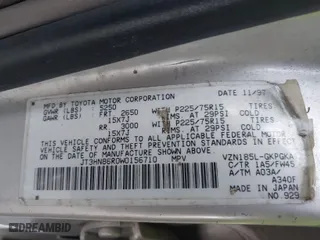 MFD BY TOYOTA MOTOR CORPORATION DATE 11/97
GVWR (LBS) : 5250
GAWR (LBS) : FRT 2650 WITH P225/75R15 TIRES
15X7J RIMS AT 29PSI COLD
RR 3000 WITH P225/75R15 TIRES
15X7J RIMS AT 29PSI COLD
THIS VEHICLE CONFORMS TO ALL APPLICABLE FEDERAL MOTOR
VEHICLE SAFETY AND THEFT PREVENTION STANDARDS IN EFFECT
ON THE DATE OF MANUFACTURE SHOWN ABOVE.
JT3HN86R0W0156710 MPV VZN185L-GKPGKA
C/TR 1A5/FW45
A/TM A03A/
A340F
MADE IN JAPAN
NO.929
DREAMBID